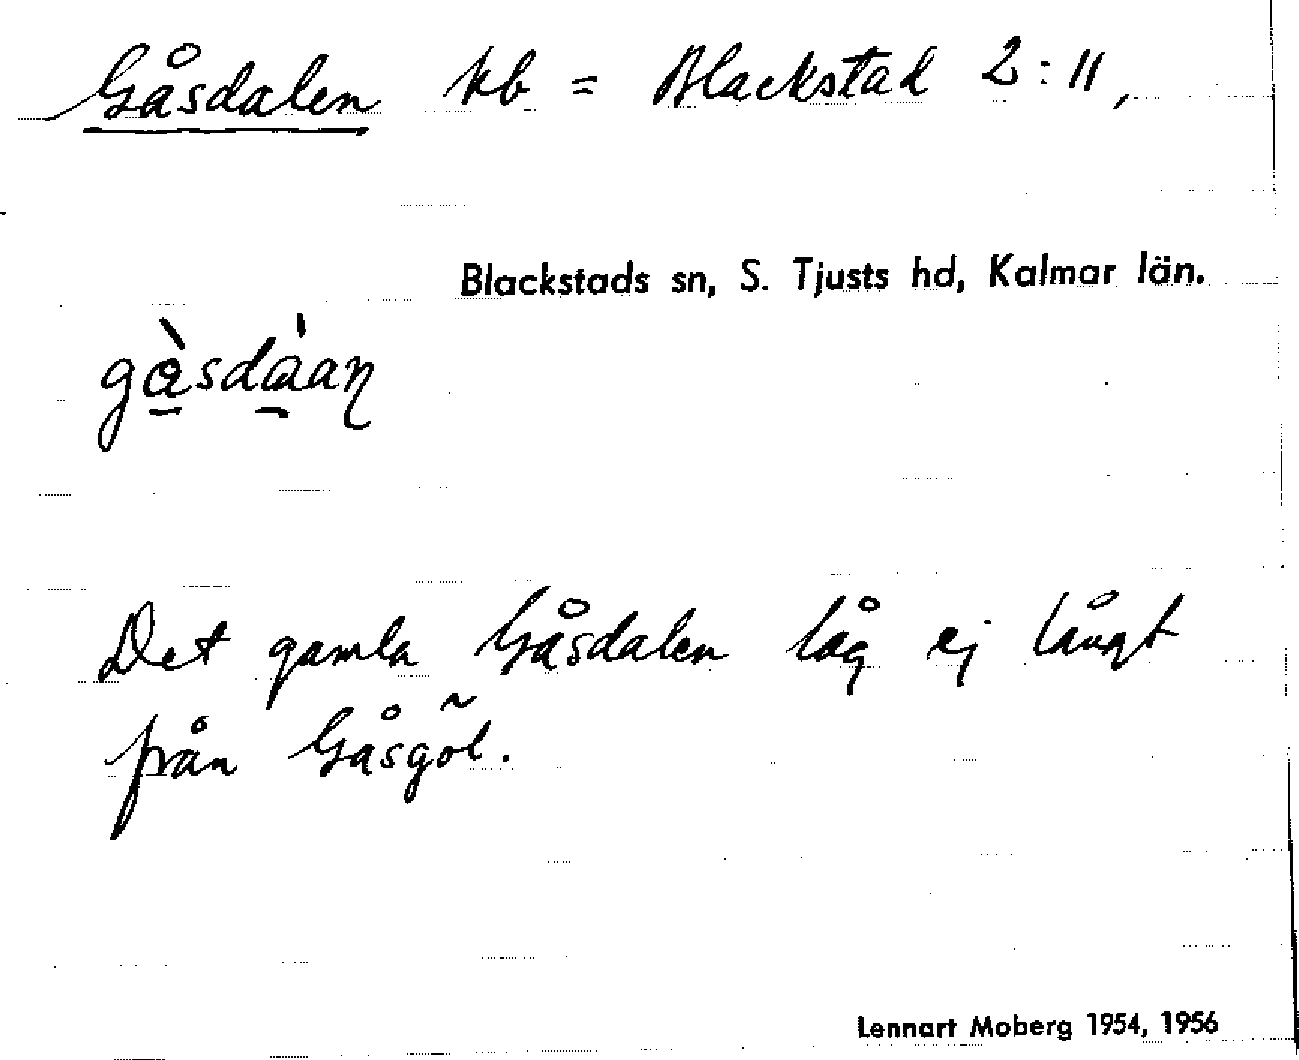 Gåsdalen kb = Blackstad 2:11,
Blackstads sn, S. Tjusts hd, Kalmar län.
Det gamla Gåsdalen låg ej långt
från Gåsgöl.
Lennart Moberg 1954, 1956